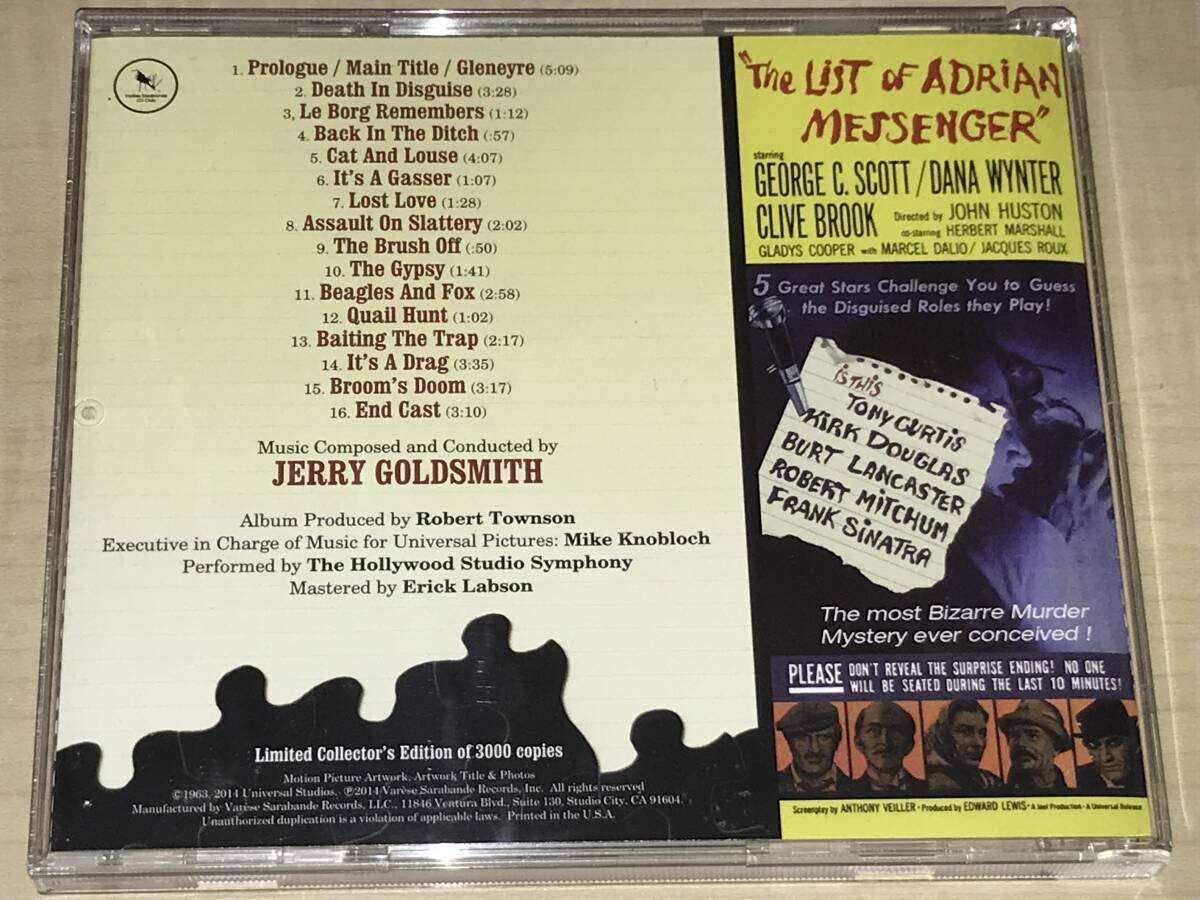 Varèse Sarabande
CD Club
1. Prologue / Main Title / Gleneyre (5:09)
2. Death In Disguise (3:28)
3, Le Borg Remembers (1:12)
4. Back In The Ditch (:57)
5. Cat And Louse (4:07)
6. It's A Gasser (1:07)
7. Lost Love (1:28)
8. Assault On Slattery (2:02)
9. The Brush Off (:50)
10. The Gypsy (1:41)
11. Beagles And Fox (2:58)
12. Quail Hunt (1:02)
13. Baiting The Trap (2:17)
14. It's A Drag (3:35)
15. Broom's Doom (3:17)
16. End Cast (3:10)
Music Composed and Conducted by
JERRY GOLDSMITH
Album Produced by Robert Townson
Executive in Charge of Music for Universal Pictures: Mike Knobloch
Performed by The Hollywood Studio Symphony
Mastered by Erick Labson
Limited Collector's Edition of 3000 copies
Motion Picture Artwork, Artwork Title & Photos
©1963, 2014 Universal Studios. ℗2014 Varèse Sarabande Records, Inc. All rights reserved
Manufactured by Varèse Sarabande Records, LLC., 11846 Ventura Blvd., Suite 130, Studio City, CA 91604.
Unauthorized duplication is a violation of applicable laws. Printed in the U.S.A.
"The LIST OF ADRIAN
MESSENGER"
starring
GEORGE C. SCOTT / DANA WYNTER
CLIVE BROOK Directed by JOHN HUSTON
co-starring HERBERT MARSHALL
GLADYS COOPER with MARCEL DALIO / JACQUES ROUX
5 Great Stars Challenge You to Guess
the Disguised Roles they Play!
IS THIS
TONY CURTIS
KIRK DOUGLAS
BURT LANCASTER
ROBERT MITCHUM
FRANK SINATRA
The most Bizarre Murder
Mystery ever conceived !
PLEASE DON'T REVEAL THE SURPRISE ENDING! NO ONE
WILL BE SEATED DURING THE LAST 10 MINUTES!
Screenplay by ANTHONY VEILLER • Produced by EDWARD LEWIS • A Joel Production • A Universal Release